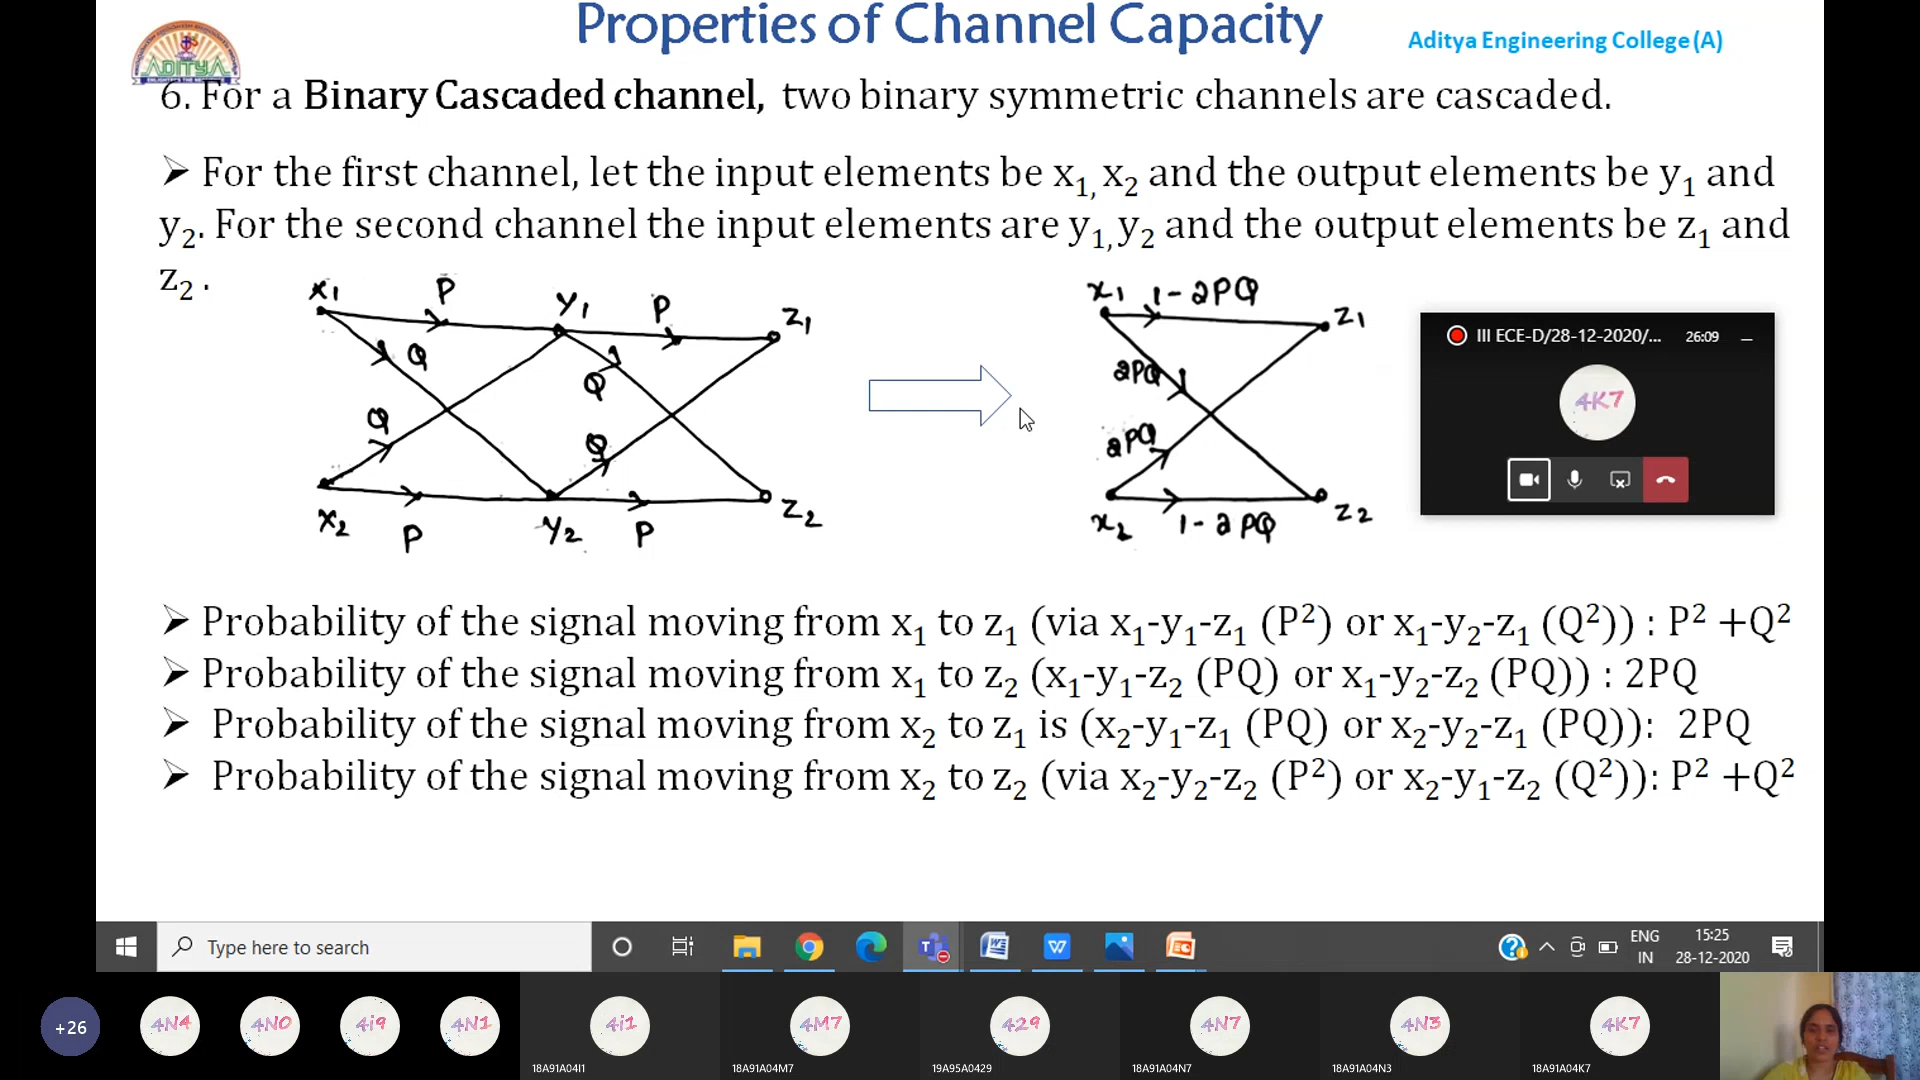 Properties of Channel Capacity
Aditya Engineering College (A)
ADITYA
6. For a Binary Cascaded channel, two binary symmetric channels are cascaded.
➢ For the first channel, let the input elements be x1, x2 and the output elements be y1 and
y2. For the second channel the input elements are y1, y2 and the output elements be z1 and
z2 .
x1 P y1 P z1
Q Q
Q Q
x2 P y2 P z2
x1 1-2PQ z1
2PQ
2PQ
x2 1-2PQ z2
III ECE-D/28-12-2020/... 26:09
4K7
➢ Probability of the signal moving from x1 to z1 (via x1-y1-z1 (P²) or x1-y2-z1 (Q²)) : P² +Q²
➢ Probability of the signal moving from x1 to z2 (x1-y1-z2 (PQ) or x1-y2-z2 (PQ)) : 2PQ
➢ Probability of the signal moving from x2 to z1 is (x2-y1-z1 (PQ) or x2-y2-z1 (PQ)): 2PQ
➢ Probability of the signal moving from x2 to z2 (via x2-y2-z2 (P²) or x2-y1-z2 (Q²)): P² +Q²
Type here to search
ENG
IN
15:25
28-12-2020
+26 4N4 4N0 4i9 4N1 4i1 4M7 429 4N7 4N3 4K7
18A91A04I1 18A91A04M7 19A95A0429 18A91A04N7 18A91A04N3 18A91A04K7